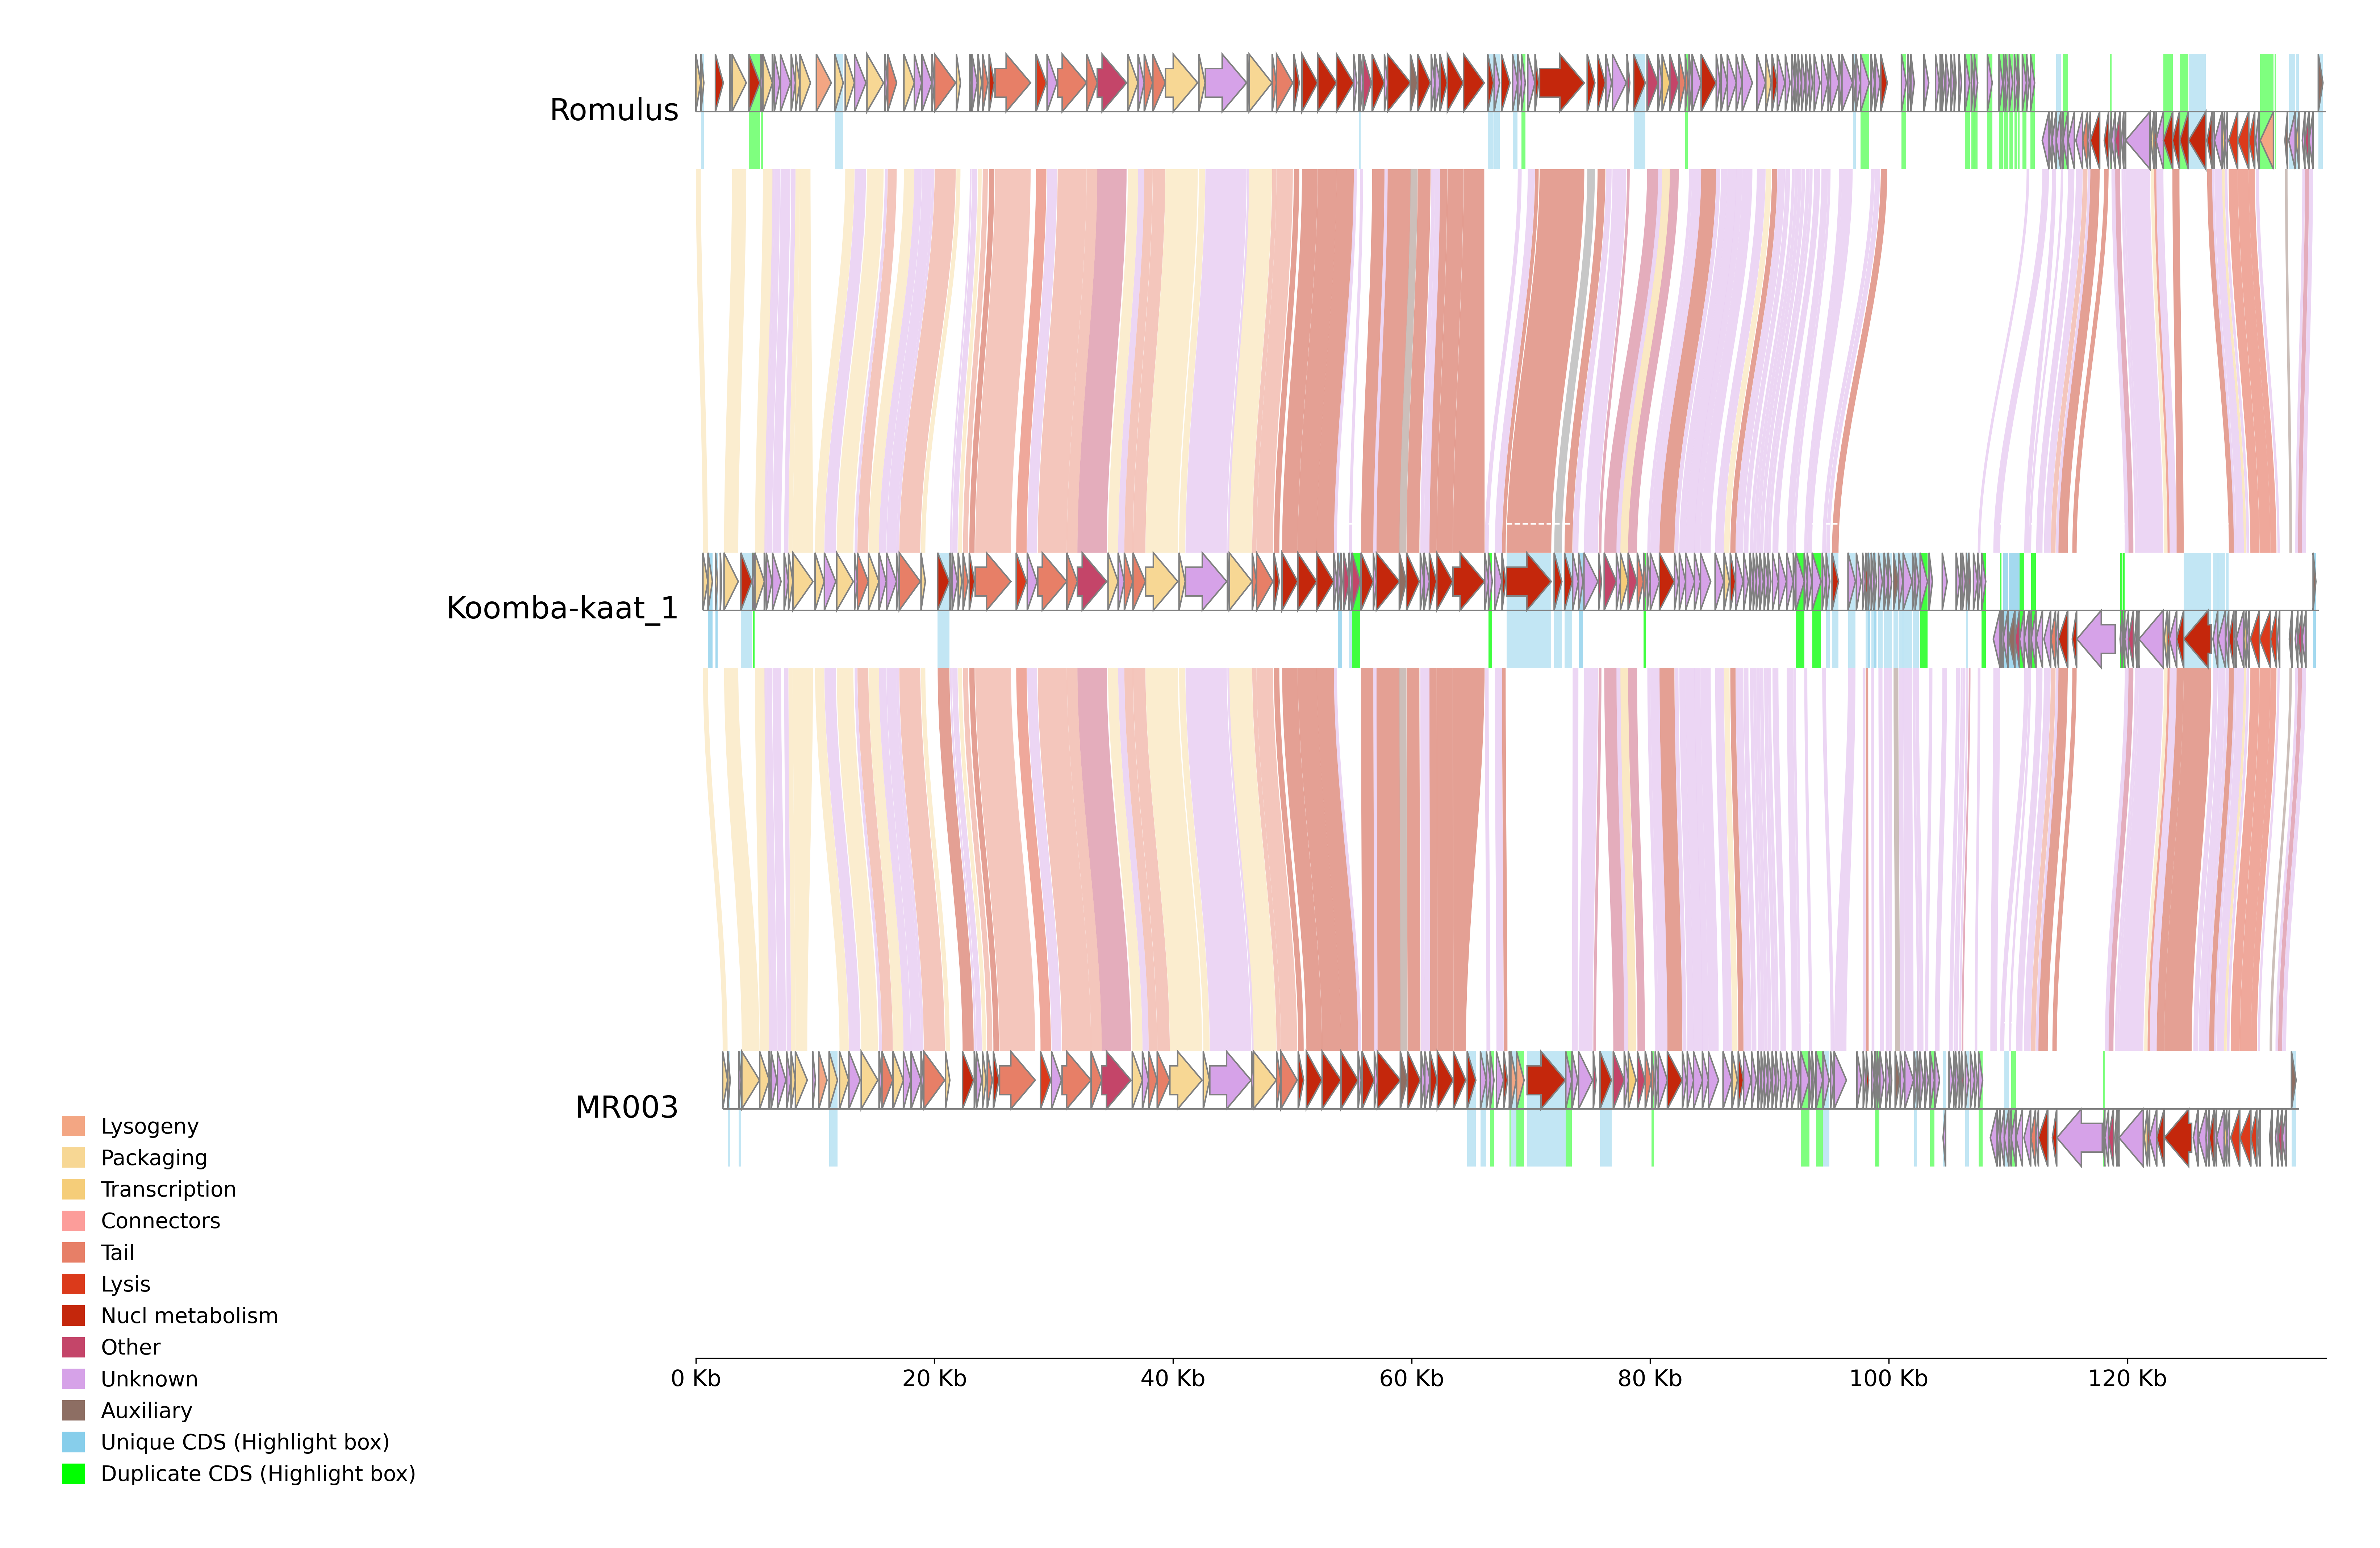 Romulus
Koomba-kaat_1
MR003
Lysogeny
Packaging
Transcription
Connectors
Tail
Lysis
Nucl metabolism
Other
Unknown
Auxiliary
Unique CDS (Highlight box)
Duplicate CDS (Highlight box)
0 Kb 20 Kb 40 Kb 60 Kb 80 Kb 100 Kb 120 Kb